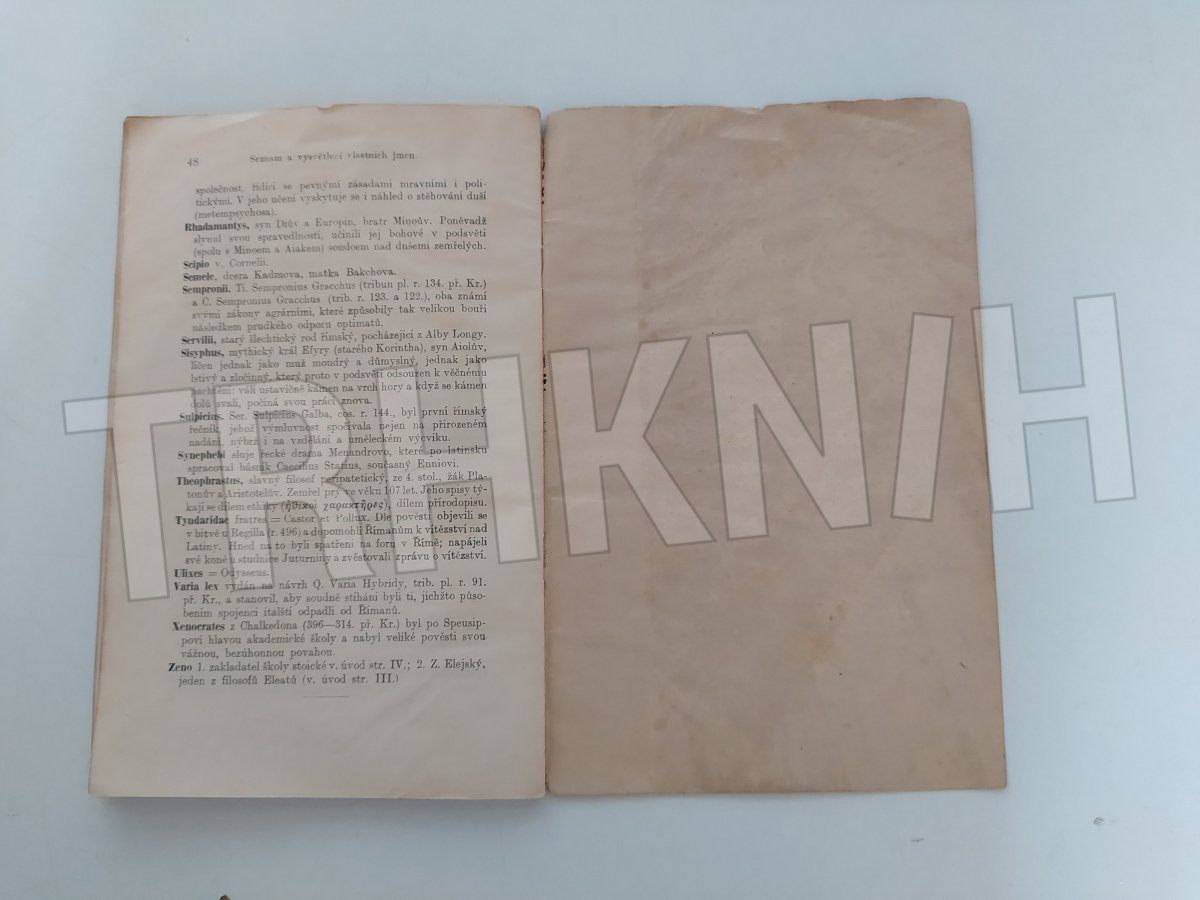 48 Seznam a vysvětlení vlastních jmen.
společnost, řídící se pevnými zásadami mravními i poli-
tickými. V jeho učení vyskytuje se i náhled o stěhování duší
(metempsychosa).
Rhadamantys, syn Diův a Europin, bratr Minoův. Poněvadž
slynul svou spravedlností, učinili jej bohové v podsvětí
(spolu s Minoem a Aiakem) soudcem nad dušemi zemřelých.
Scipio v. Cornelii.
Semele, dcera Kadmova, matka Bakchova.
Sempronii. Ti. Sempronius Gracchus (tribun pl. r. 134. př. Kr.)
a C. Sempronius Gracchus (trib. r. 123. a 122.), oba známí
svými zákony agrárními, které způsobily tak velikou bouři
následkem prudkého odporu optimatů.
Servilii, starý šlechtický rod římský, pocházející z Alby Longy.
Sisyphus, mythický král Efyry (starého Korintha), syn Aiolův,
líčen jednak jako muž moudrý a důmyslný, jednak jako
lstivý a zločinný, který proto v podsvětí odsouzen k věčnému
nachtění: válí ustavičně kámen na vrch hory a když se kámen
dolů svalí, počíná svou práci znova.
Sulpicius. Ser. Sulpicius Galba, cos. r. 144., byl první římský
řečník, jehož výmluvnost spočívala nejen na přirozeném
nadání, nýbrž i na vzdělání a uměleckém výcviku.
Synephebi sluje řecké drama Menandrovo, které po latinsku
spracoval básník Caecilius Statius, současný Enniovi.
Theophrastus, slavný filosof peripatetický, ze 4. stol., žák Pla-
tonův a Aristotelův. Zemřel prý ve věku 107 let. Jeho spisy tý-
kají se dílem ethiky (ἠθικοὶ χαρακτῆρες), dílem přírodopisu.
Tyndaridae fratres = Castor et Pollux. Dle pověsti objevili se
v bitvě u Regilla (r. 496) a dopomohli Římanům k vítězství nad
Latiny. Hned na to byli spatřeni na foru v Římě; napájeli
své koně u studnice Juturniny a zvěstovali zprávu o vítězství.
Ulixes = Odysseus.
Varia lex vydán na návrh Q. Varia Hybridy, trib. pl. r. 91.
př. Kr., a stanovil, aby soudně stíháni byli ti, jichžto půso-
bením spojenci italští odpadli od Římanů.
Xenocrates z Chalkedona (396—314. př. Kr.) byl po Speusip-
povi hlavou akademické školy a nabyl veliké pověsti svou
vážnou, bezúhonnou povahou.
Zeno 1. zakladatel školy stoické v. úvod str. IV.; 2. Z. Elejský,
jeden z filosofů Eleatů (v. úvod str. III.)
TRHKNIH